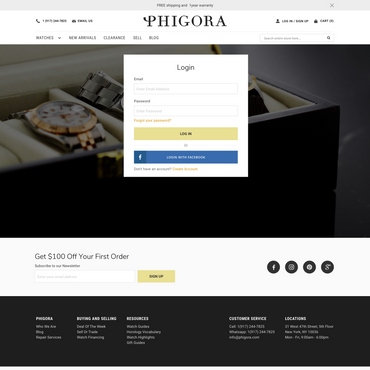 FREE shipping and 1year warranty
1 (917) 244-7823
EMAIL US
PHIGORA
LOG IN / SIGN UP
CART (0)
WATCHES
NEW ARRIVALS
CLEARANCE
SELL
BLOG
Search entire store here...
Login
Email
Enter Email Address
Password
Enter Password
Forgot your password?
LOG IN
or
LOGIN WITH FACEBOOK
Don't have an account? Create Account
Get $100 Off Your First Order
Subscribe to our Newsletter
Enter your email address
SIGN UP
PHIGORA
Who We Are
Blog
Repair Services
BUYING AND SELLING
Deal Of The Week
Sell Or Trade
Watch Financing
RESOURCES
Watch Guides
Horology Vocabulary
Watch Highlights
Gift Guides
CUSTOMER SERVICE
Call: 1(917) 244-7823
Whatsapp: 1(917) 244-7823
info@phigora.com
LOCATIONS
31 West 47th Street, 5th Floor
New York, NY 10036
Mon - Fri, 9:30am - 6:00pm